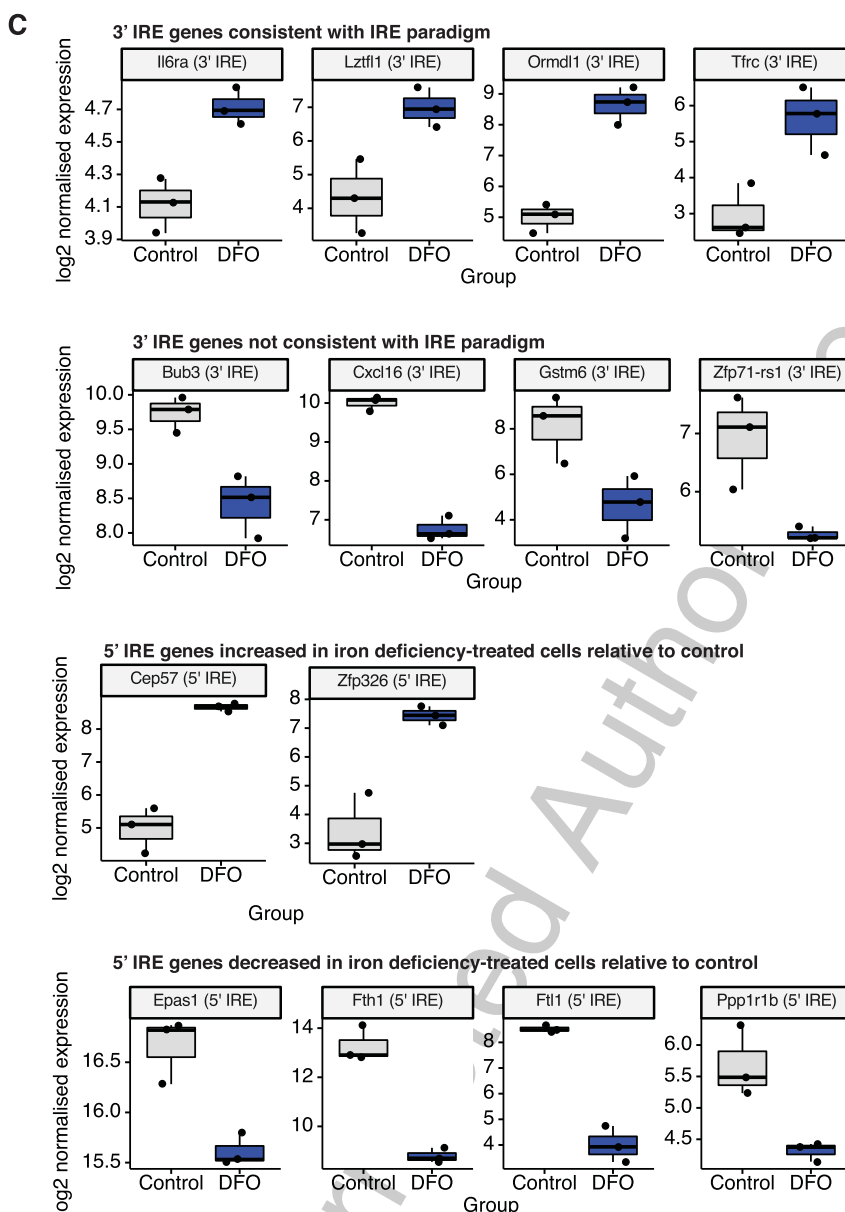 C
3' IRE genes consistent with IRE paradigm
Il6ra (3' IRE) Lztfl1 (3' IRE) Ormdl1 (3' IRE) Tfrc (3' IRE)
log2 normalised expression
4.7 4.5 4.3 4.1 3.9
7 6 5 4
9 8 7 6 5
6 5 4 3
Control DFO Control DFO Control DFO Control DFO
Group
3' IRE genes not consistent with IRE paradigm
Bub3 (3' IRE) Cxcl16 (3' IRE) Gstm6 (3' IRE) Zfp71-rs1 (3' IRE)
log2 normalised expression
10.0 9.5 9.0 8.5 8.0
10 9 8 7
8 6 4
7 6
Control DFO Control DFO Control DFO Control DFO
Group
5' IRE genes increased in iron deficiency-treated cells relative to control
Cep57 (5' IRE) Zfp326 (5' IRE)
log2 normalised expression
8 7 6 5
8 7 6 5 4 3
Control DFO Control DFO
Group
5' IRE genes decreased in iron deficiency-treated cells relative to control
Epas1 (5' IRE) Fth1 (5' IRE) Ftl1 (5' IRE) Ppp1r1b (5' IRE)
og2 normalised expression
16.5 16.0 15.5
14 12 10
8 7 6 5 4
6.0 5.5 5.0 4.5
Control DFO Control DFO Control DFO Control DFO
Group